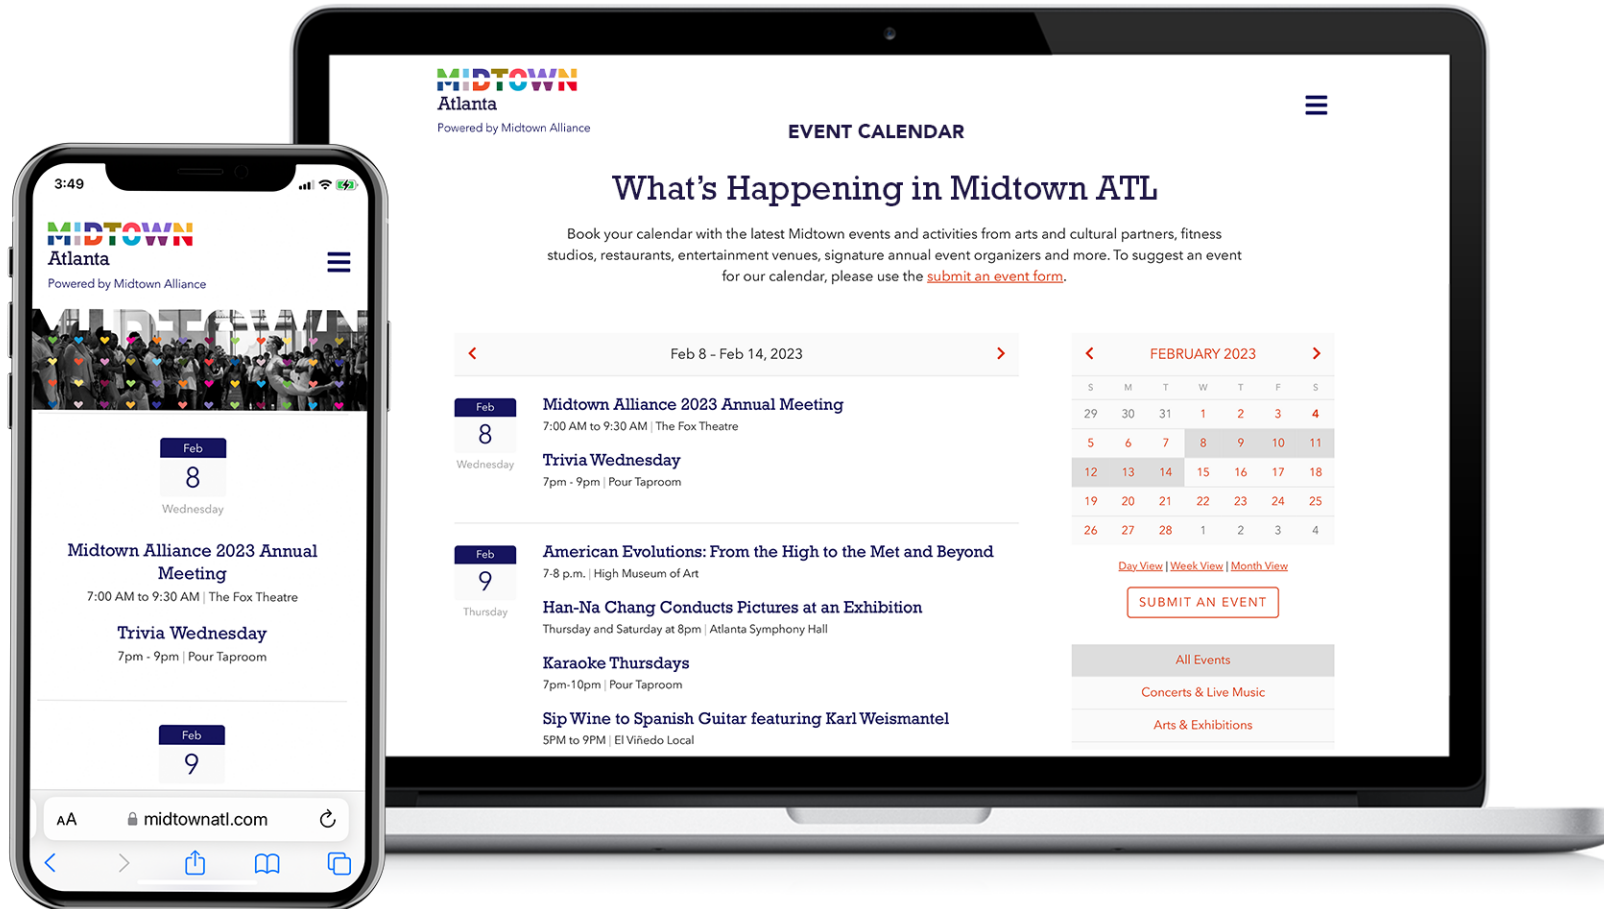 3:49
MIDTOWN
Atlanta
Powered by Midtown Alliance
MIDTOWN
Feb
8
Wednesday
Midtown Alliance 2023 Annual
Meeting
7:00 AM to 9:30 AM | The Fox Theatre
Trivia Wednesday
7pm - 9pm | Pour Taproom
Feb
9
AA
midtownatl.com
MIDTOWN
Atlanta
Powered by Midtown Alliance
EVENT CALENDAR
What's Happening in Midtown ATL
Book your calendar with the latest Midtown events and activities from arts and cultural partners, fitness
studios, restaurants, entertainment venues, signature annual event organizers and more. To suggest an event
for our calendar, please use the submit an event form.
Feb 8 - Feb 14, 2023
Feb
8
Wednesday
Midtown Alliance 2023 Annual Meeting
7:00 AM to 9:30 AM | The Fox Theatre
Trivia Wednesday
7pm - 9pm | Pour Taproom
Feb
9
Thursday
American Evolutions: From the High to the Met and Beyond
7-8 p.m. | High Museum of Art
Han-Na Chang Conducts Pictures at an Exhibition
Thursday and Saturday at 8pm | Atlanta Symphony Hall
Karaoke Thursdays
7pm-10pm | Pour Taproom
Sip Wine to Spanish Guitar featuring Karl Weismantel
5PM to 9PM | El Viñedo Local
FEBRUARY 2023
S M T W T F S
29 30 31 1 2 3 4
5 6 7 8 9 10 11
12 13 14 15 16 17 18
19 20 21 22 23 24 25
26 27 28 1 2 3 4
Day View | Week View | Month View
SUBMIT AN EVENT
All Events
Concerts & Live Music
Arts & Exhibitions